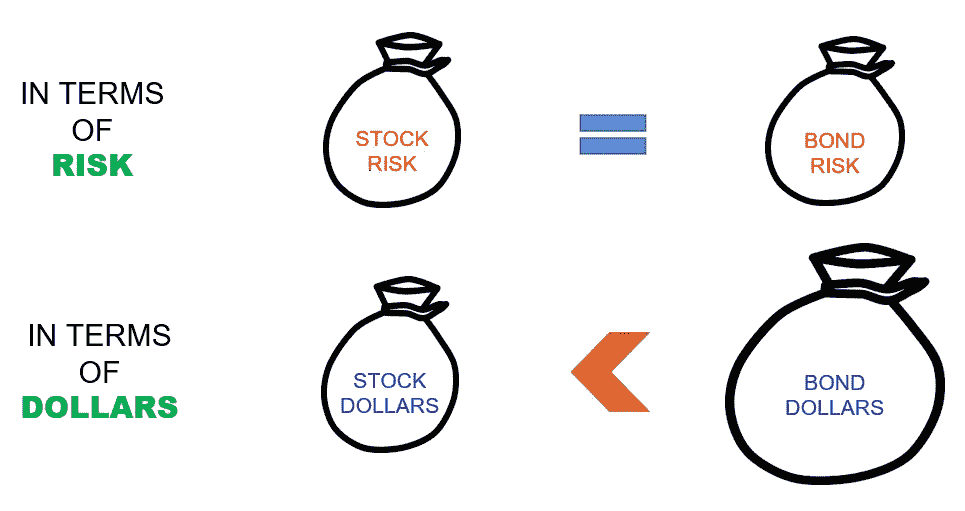 IN TERMS
OF
RISK
STOCK
RISK
BOND
RISK
IN TERMS
OF
DOLLARS
STOCK
DOLLARS
BOND
DOLLARS